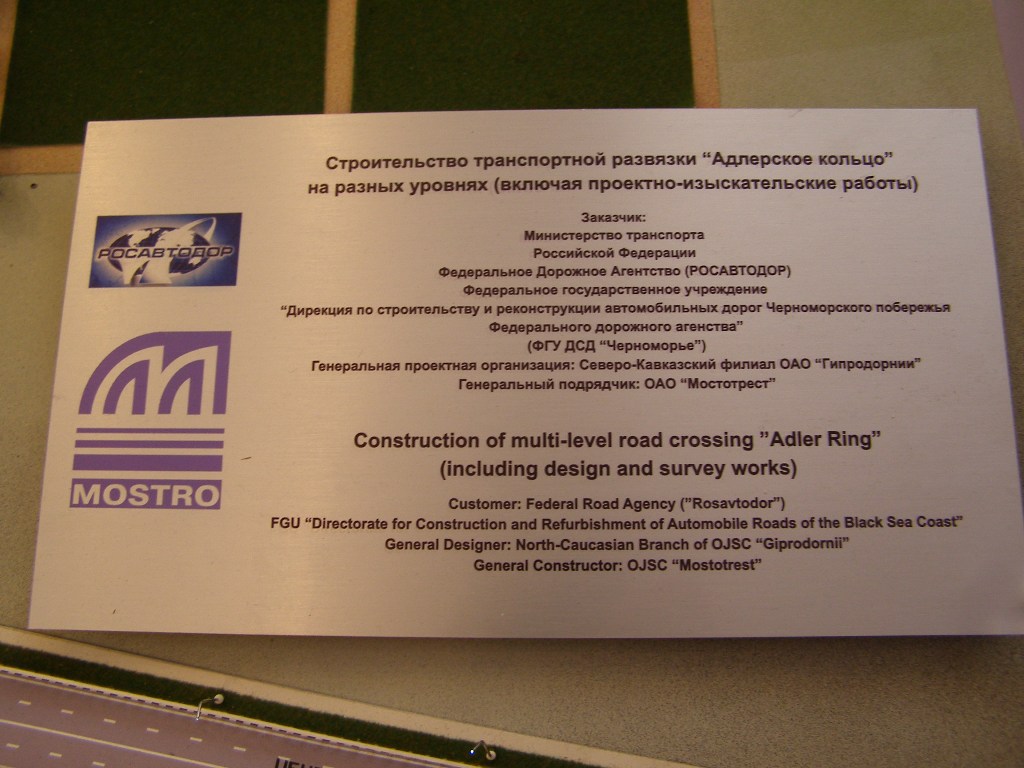 Строительство транспортной развязки “Адлерское кольцо”
на разных уровнях (включая проектно-изыскательские работы)
РОСАВТОДОР
Заказчик:
Министерство транспорта
Российской Федерации
Федеральное Дорожное Агентство (РОСАВТОДОР)
Федеральное государственное учреждение
“Дирекция по строительству и реконструкции автомобильных дорог Черноморского побережья
Федерального дорожного агенства”
(ФГУ ДСД “Черноморье”)
Генеральная проектная организация: Северо-Кавказский филиал ОАО “Гипродорнии”
Генеральный подрядчик: ОАО “Мостотрест”
MOSTRO
Construction of multi-level road crossing ”Adler Ring”
(including design and survey works)
Customer: Federal Road Agency (”Rosavtodor”)
FGU “Directorate for Construction and Refurbishment of Automobile Roads of the Black Sea Coast”
General Designer: North-Caucasian Branch of OJSC “Giprodornii”
General Constructor: OJSC “Mostotrest”